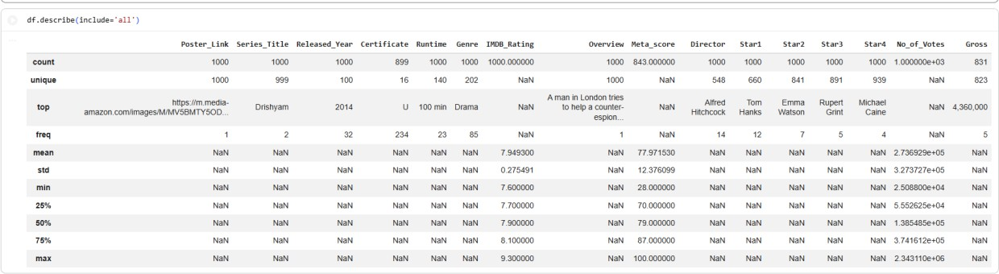 df.describe(include='all')
Poster_Link Series_Title Released_Year Certificate Runtime Genre IMDB_Rating Overview Meta_score Director Star1 Star2 Star3 Star4 No_of_Votes Gross
count 1000 1000 1000 899 1000 1000 1000.000000 1000 843.000000 1000 1000 1000 1000 1000 1.000000e+03 831
unique 1000 999 100 16 140 202 NaN 1000 NaN 548 660 841 891 939 NaN 823
top https://m.media-amazon.com/images/M/MV5BMTY5OD... Drishyam 2014 U 100 min Drama NaN A man in London tries to help a counter-espion... NaN Alfred Hitchcock Tom Hanks Emma Watson Rupert Grint Michael Caine NaN 4,360,000
freq 1 2 32 234 23 85 NaN 1 NaN 14 12 7 5 4 NaN 5
mean NaN NaN NaN NaN NaN NaN 7.949300 NaN 77.971530 NaN NaN NaN NaN NaN 2.736929e+05 NaN
std NaN NaN NaN NaN NaN NaN 0.275491 NaN 12.376099 NaN NaN NaN NaN NaN 3.273727e+05 NaN
min NaN NaN NaN NaN NaN NaN 7.600000 NaN 28.000000 NaN NaN NaN NaN NaN 2.508800e+04 NaN
25% NaN NaN NaN NaN NaN NaN 7.700000 NaN 70.000000 NaN NaN NaN NaN NaN 5.552625e+04 NaN
50% NaN NaN NaN NaN NaN NaN 7.900000 NaN 79.000000 NaN NaN NaN NaN NaN 1.385485e+05 NaN
75% NaN NaN NaN NaN NaN NaN 8.100000 NaN 87.000000 NaN NaN NaN NaN NaN 3.741612e+05 NaN
max NaN NaN NaN NaN NaN NaN 9.300000 NaN 100.000000 NaN NaN NaN NaN NaN 2.343110e+06 NaN